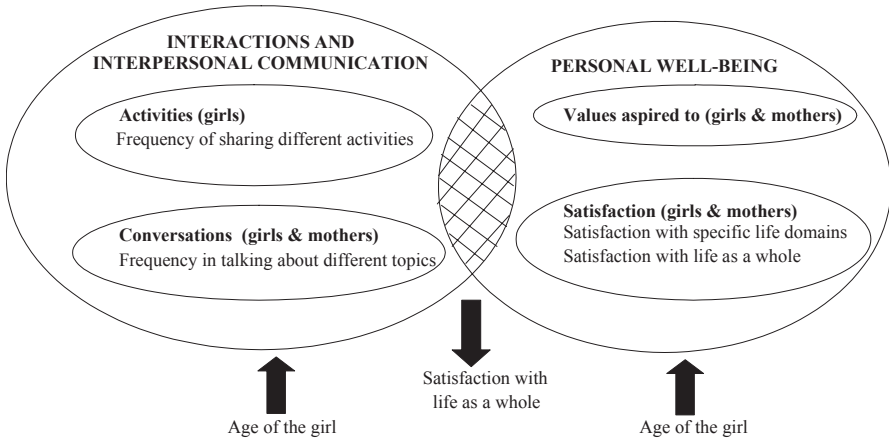 INTERACTIONS AND
INTERPERSONAL COMMUNICATION
Activities (girls)
Frequency of sharing different activities
Conversations (girls & mothers)
Frequency in talking about different topics
PERSONAL WELL-BEING
Values aspired to (girls & mothers)
Satisfaction (girls & mothers)
Satisfaction with specific life domains
Satisfaction with life as a whole
Age of the girl
Satisfaction with
life as a whole
Age of the girl